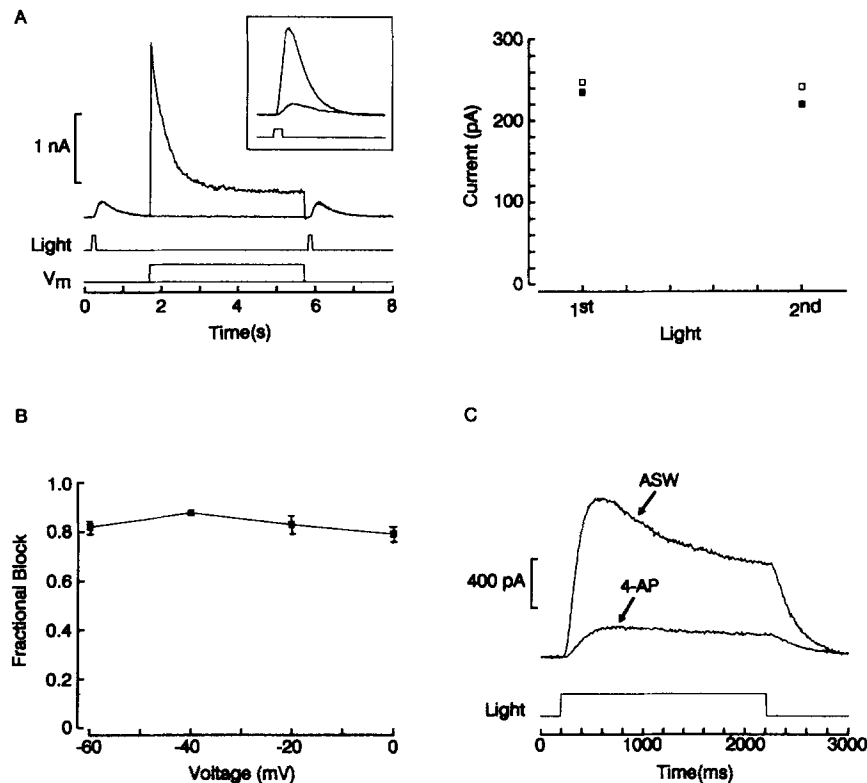 A
1 nA
Light
Vm
0 2 4 6 8
Time(s)
300
200
100
0
Current (pA)
1st 2nd
Light
B
1.0
0.8
0.6
0.4
0.2
0
Fractional Block
-60 -40 -20 0
Voltage (mV)
C
ASW
400 pA
4-AP
Light
0 1000 2000 3000
Time(ms)